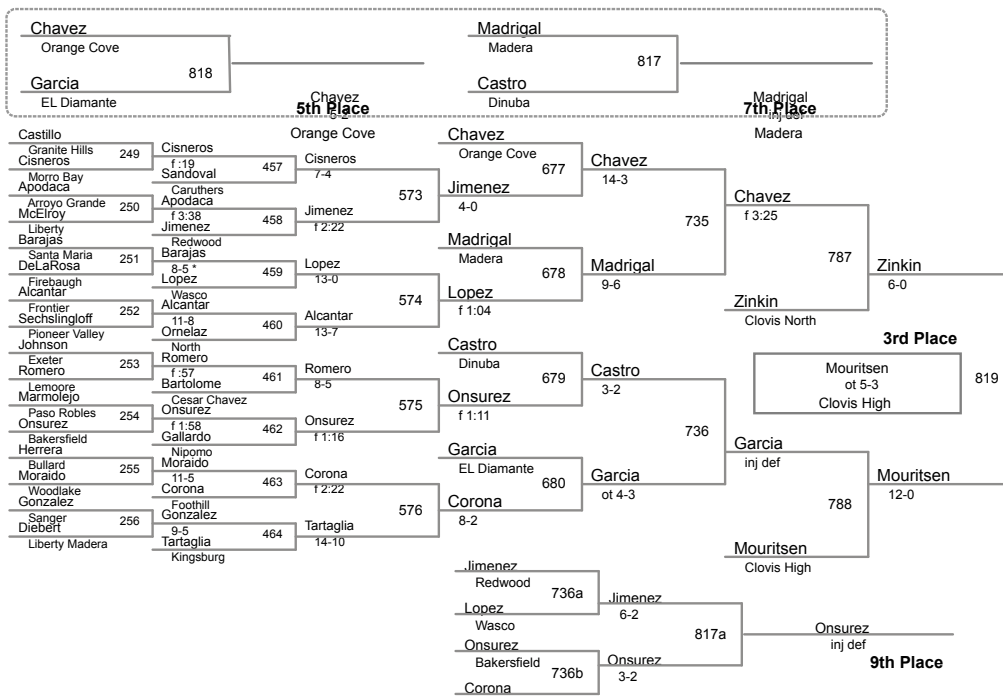 Chavez
Orange Cove
818
Garcia
EL Diamante
Chavez
5th Place
Orange Cove
Madrigal
Madera
817
Castro
Dinuba
Madrigal
7th Place
inj def
Madera
Castillo
Granite Hills
249
Cisneros
Morro Bay
Apodaca
Arroyo Grande
250
McElroy
Liberty
Barajas
Santa Maria
251
DeLaRosa
Firebaugh
Alcantar
Frontier
252
Sechslingloff
Pioneer Valley
Johnson
Exeter
253
Romero
Lemoore
Marmolejo
Paso Robles
254
Onsurez
Bakersfield
Herrera
Bullard
255
Moraido
Woodlake
Gonzalez
Sanger
256
Diebert
Liberty Madera
Cisneros
f :19
457
Sandoval
Caruthers
Apodaca
f 3:38
458
Jimenez
Redwood
Barajas
8-5 *
459
Lopez
Wasco
Alcantar
11-8
460
Ornelaz
North
Romero
f :57
461
Bartolome
Cesar Chavez
Onsurez
f 1:58
462
Gallardo
Nipomo
Moraido
11-5
463
Corona
Foothill
Gonzalez
9-5
464
Tartaglia
Kingsburg
Cisneros
7-4
573
Jimenez
f 2:22
Lopez
13-0
574
Alcantar
13-7
Romero
8-5
575
Onsurez
f 1:16
Corona
f 2:22
576
Tartaglia
14-10
Chavez
Orange Cove
677
Jimenez
4-0
Madrigal
Madera
678
Lopez
f 1:04
Castro
Dinuba
679
Onsurez
f 1:11
Garcia
EL Diamante
680
Corona
8-2
Chavez
14-3
735
Madrigal
9-6
Castro
3-2
736
Garcia
ot 4-3
Chavez
f 3:25
787
Zinkin
Clovis North
Garcia
inj def
788
Mouritsen
Clovis High
Zinkin
6-0
3rd Place
Mouritsen
ot 5-3
Clovis High
819
Mouritsen
12-0
Jimenez
Redwood
736a
Lopez
Wasco
Onsurez
Bakersfield
736b
Corona
Jimenez
6-2
817a
Onsurez
3-2
Onsurez
inj def
9th Place